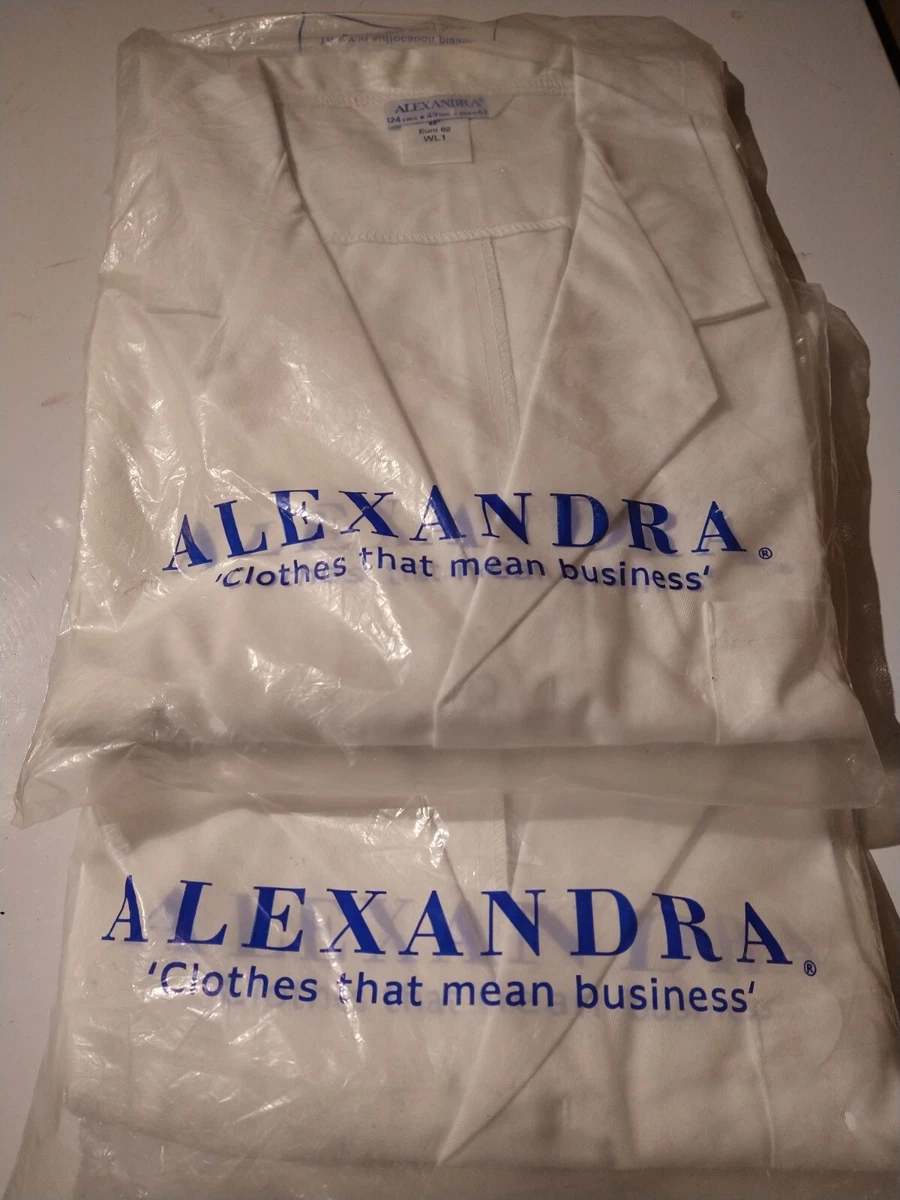 ALEXANDRA®
Euro 62
WL1
ALEXANDRA®
'Clothes that mean business'
ALEXANDRA®
'Clothes that mean business'